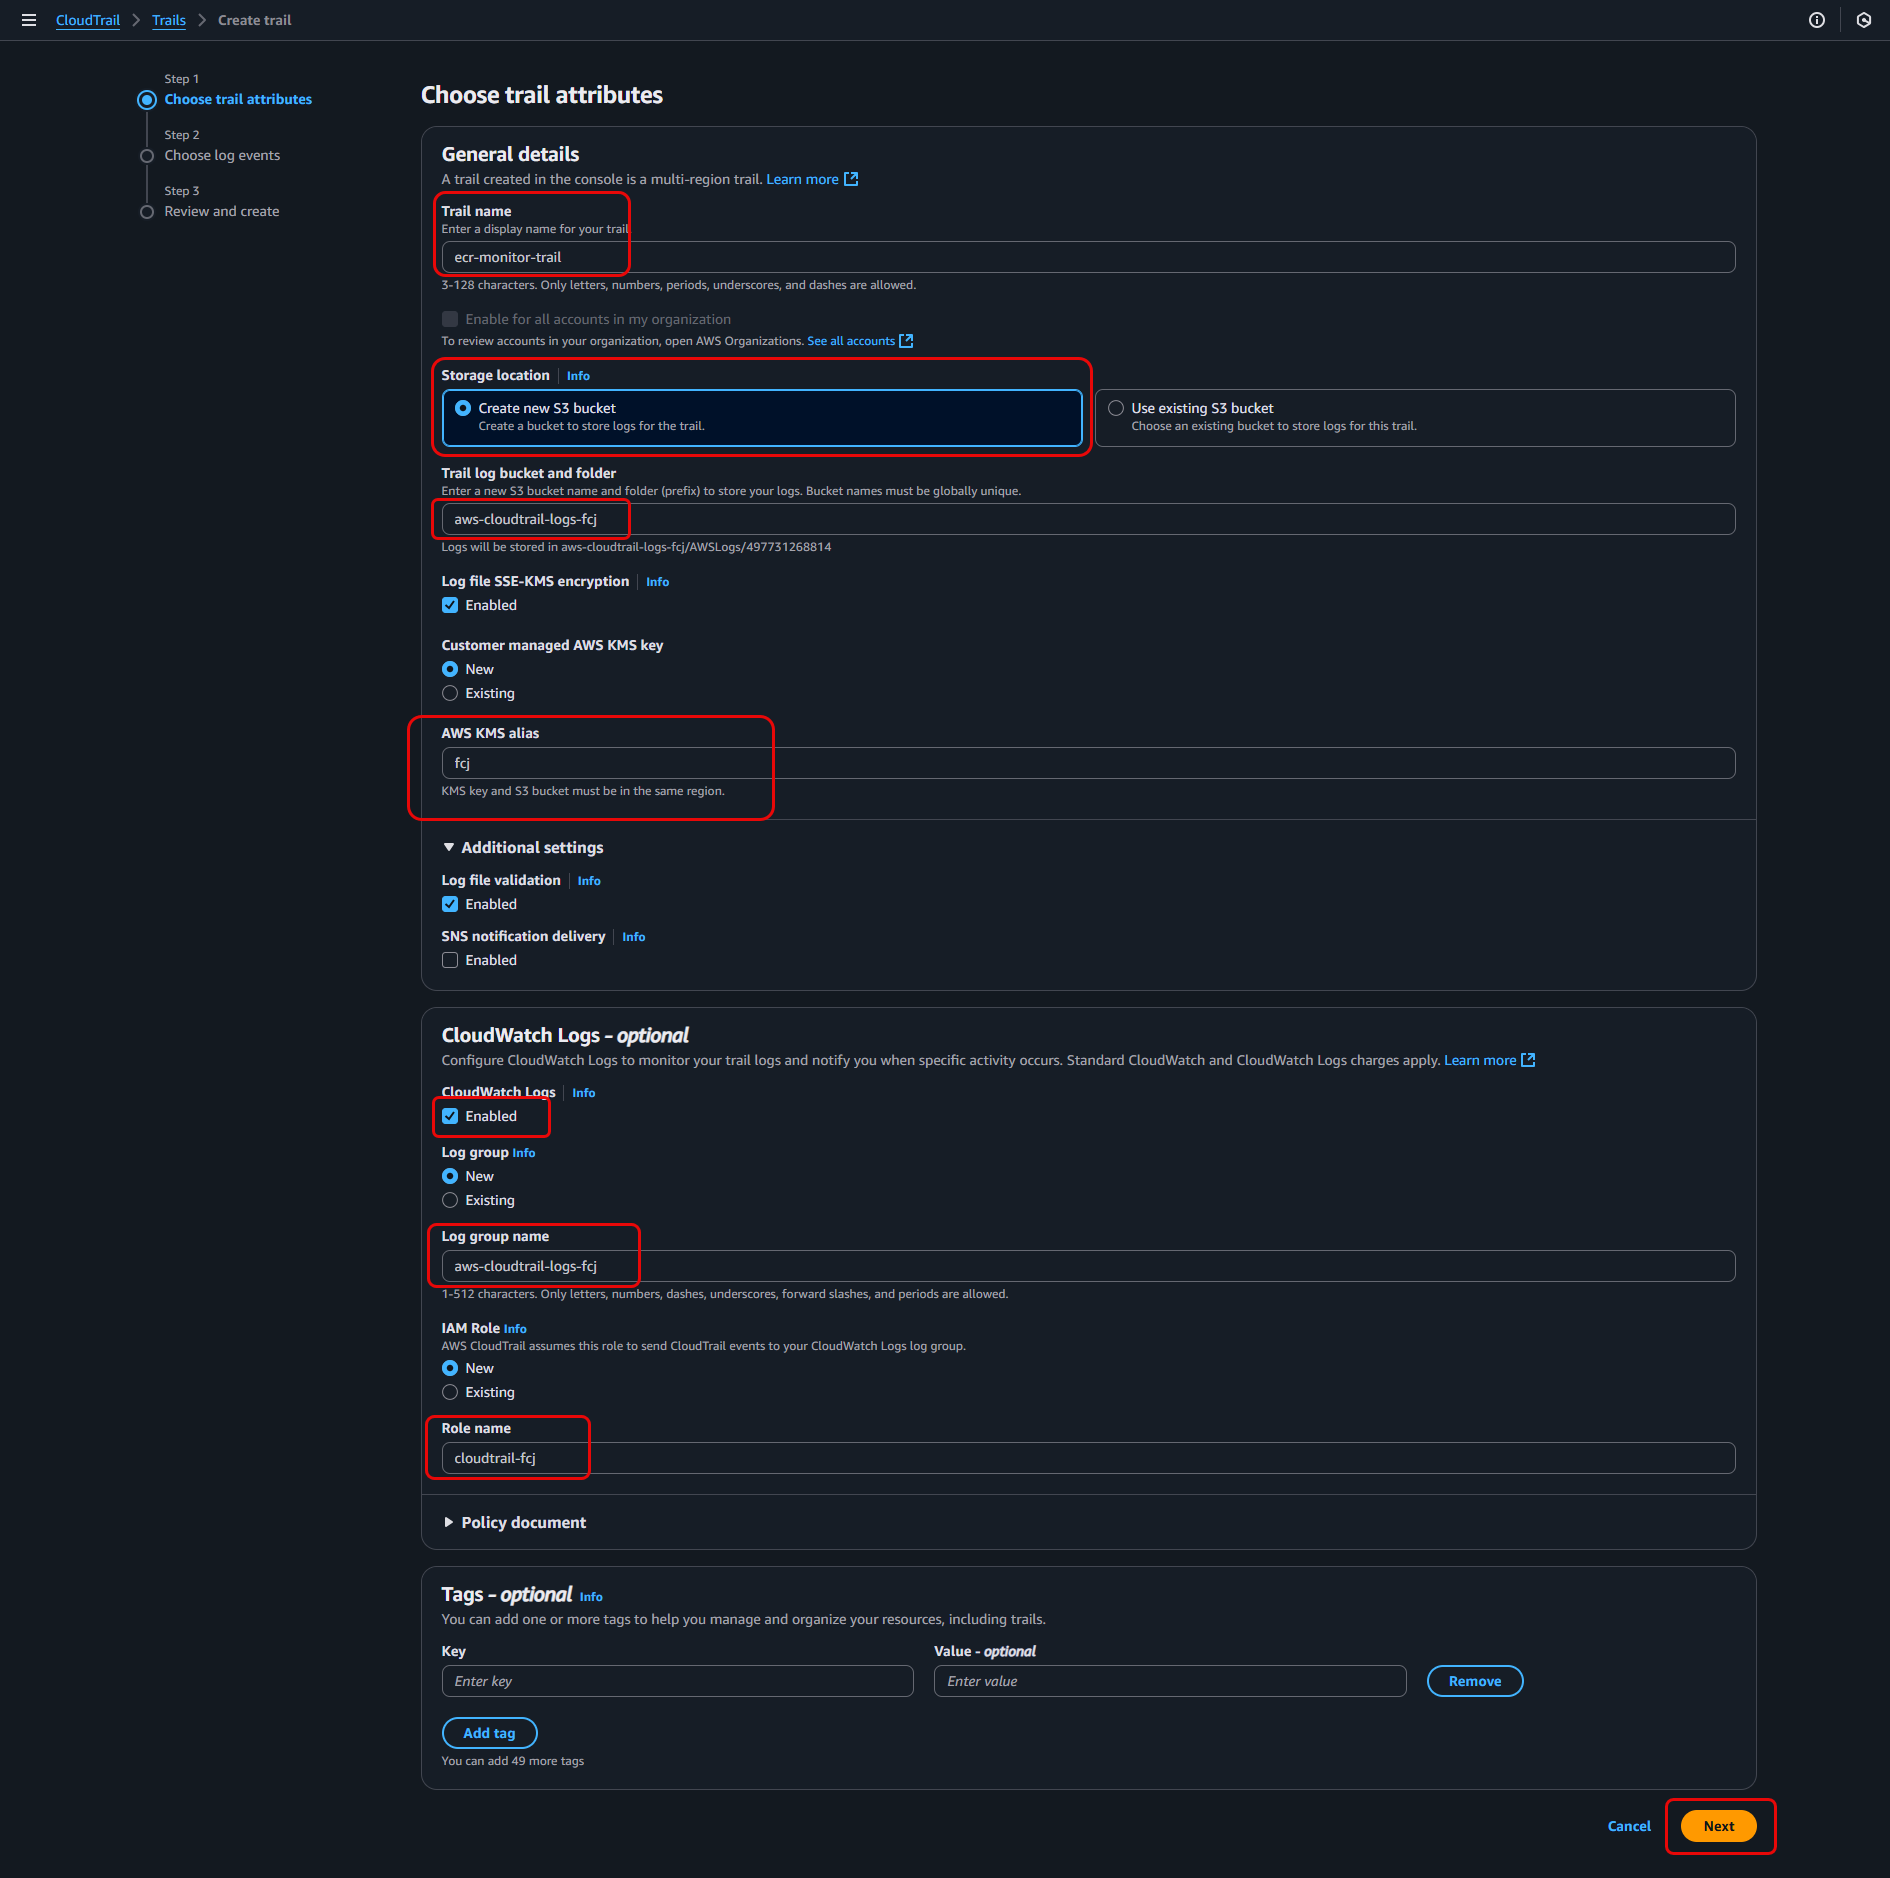 CloudTrail > Trails > Create trail
Step 1
Choose trail attributes
Step 2
Choose log events
Step 3
Review and create
Choose trail attributes
General details
A trail created in the console is a multi-region trail. Learn more
Trail name
Enter a display name for your trail
ecr-monitor-trail
3-128 characters. Only letters, numbers, periods, underscores, and dashes are allowed.
Enable for all accounts in my organization
To review accounts in your organization, open AWS Organizations. See all accounts
Storage location Info
Create new S3 bucket
Create a bucket to store logs for the trail.
Use existing S3 bucket
Choose an existing bucket to store logs for this trail.
Trail log bucket and folder
Enter a new S3 bucket name and folder (prefix) to store your logs. Bucket names must be globally unique.
aws-cloudtrail-logs-fcj
Logs will be stored in aws-cloudtrail-logs-fcj/AWSLogs/497731268814
Log file SSE-KMS encryption Info
Enabled
Customer managed AWS KMS key
New
Existing
AWS KMS alias
fcj
KMS key and S3 bucket must be in the same region.
Additional settings
Log file validation Info
Enabled
SNS notification delivery Info
Enabled
CloudWatch Logs - optional
Configure CloudWatch Logs to monitor your trail logs and notify you when specific activity occurs. Standard CloudWatch and CloudWatch Logs charges apply. Learn more
CloudWatch Logs Info
Enabled
Log group Info
New
Existing
Log group name
aws-cloudtrail-logs-fcj
1-512 characters. Only letters, numbers, dashes, underscores, forward slashes, and periods are allowed.
IAM Role Info
AWS CloudTrail assumes this role to send CloudTrail events to your CloudWatch Logs log group.
New
Existing
Role name
cloudtrail-fcj
Policy document
Tags - optional Info
You can add one or more tags to help you manage and organize your resources, including trails.
Key
Value - optional
Enter key
Enter value
Remove
Add tag
You can add 49 more tags
Cancel
Next